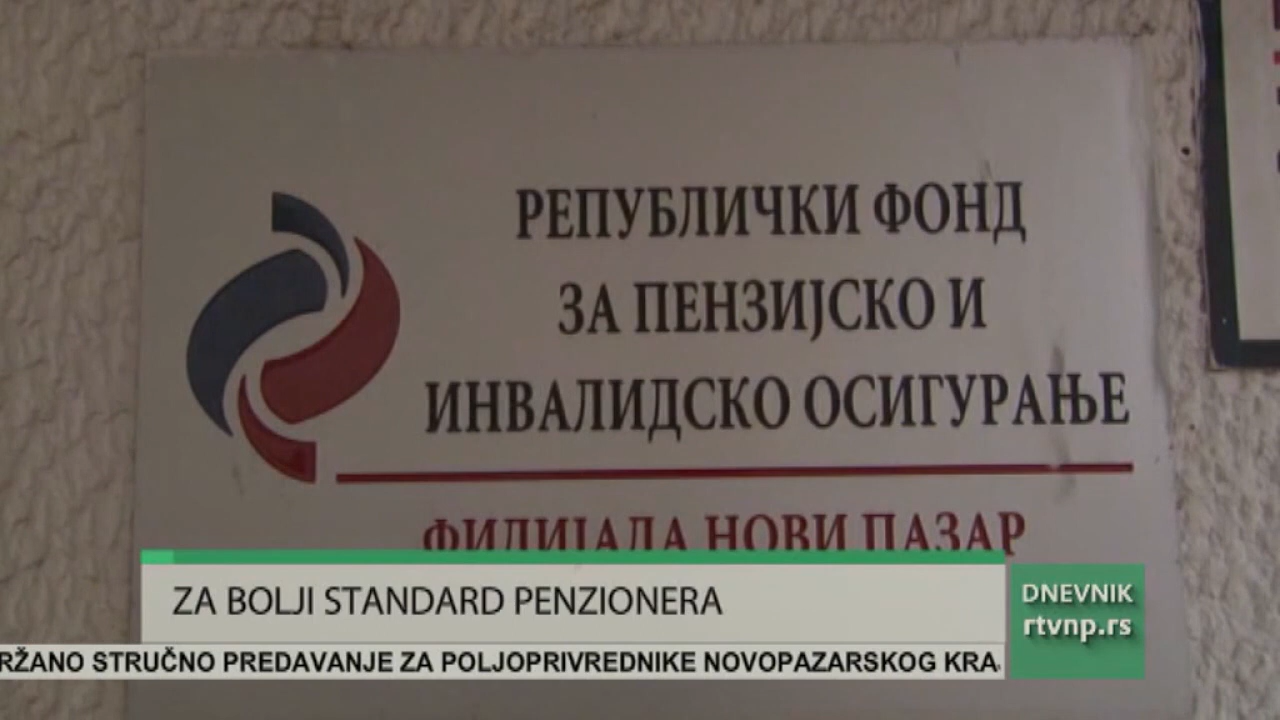 РЕПУБЛИЧКИ ФОНД
ЗА ПЕНЗИЈСКО И
ИНВАЛИДСКО ОСИГУРАЊЕ
ФИЛИЈАЛА НОВИ ПАЗАР
ZA BOLJI STANDARD PENZIONERA
DNEVNIK
rtvnp.rs
RŽANO STRUČNO PREDAVANJE ZA POLJOPRIVREDNIKE NOVOPAZARSKOG KRA